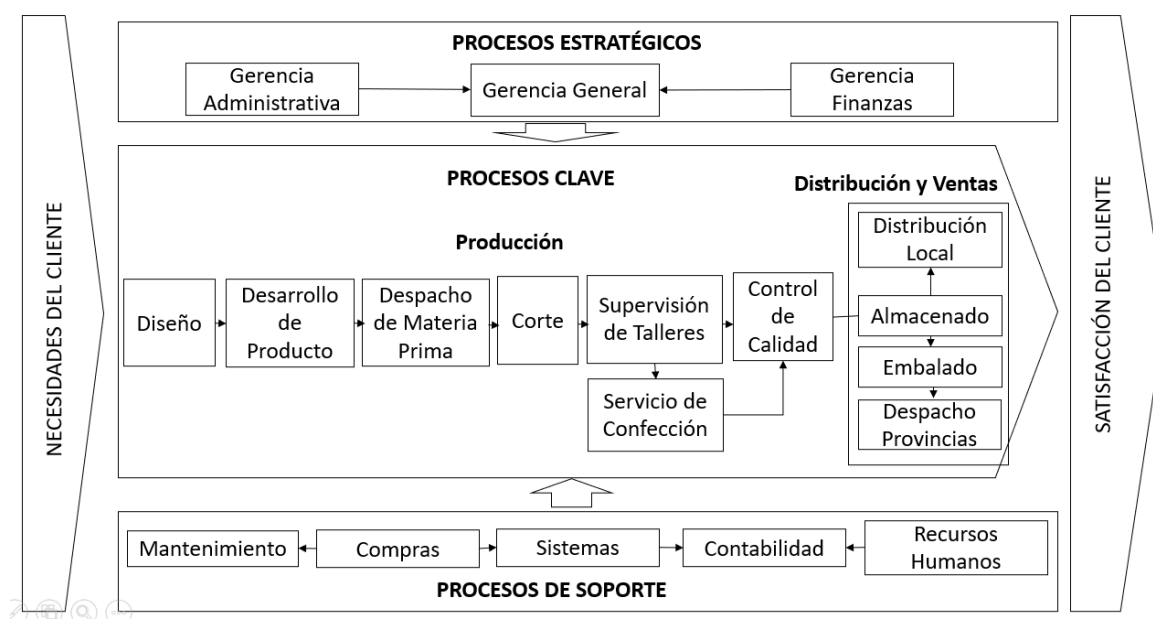 PROCESOS ESTRATÉGICOS
Gerencia
Administrativa
Gerencia General
Gerencia
Finanzas
NECESIDADES DEL CLIENTE
PROCESOS CLAVE
Distribución y Ventas
Producción
Diseño
Desarrollo
de
Producto
Despacho
de Materia
Prima
Corte
Supervisión
de Talleres
Servicio de
Confección
Control
de
Calidad
Distribución
Local
Almacenado
Embalado
Despacho
Provincias
SATISFACCIÓN DEL CLIENTE
Mantenimiento
Compras
Sistemas
Contabilidad
Recursos
Humanos
PROCESOS DE SOPORTE